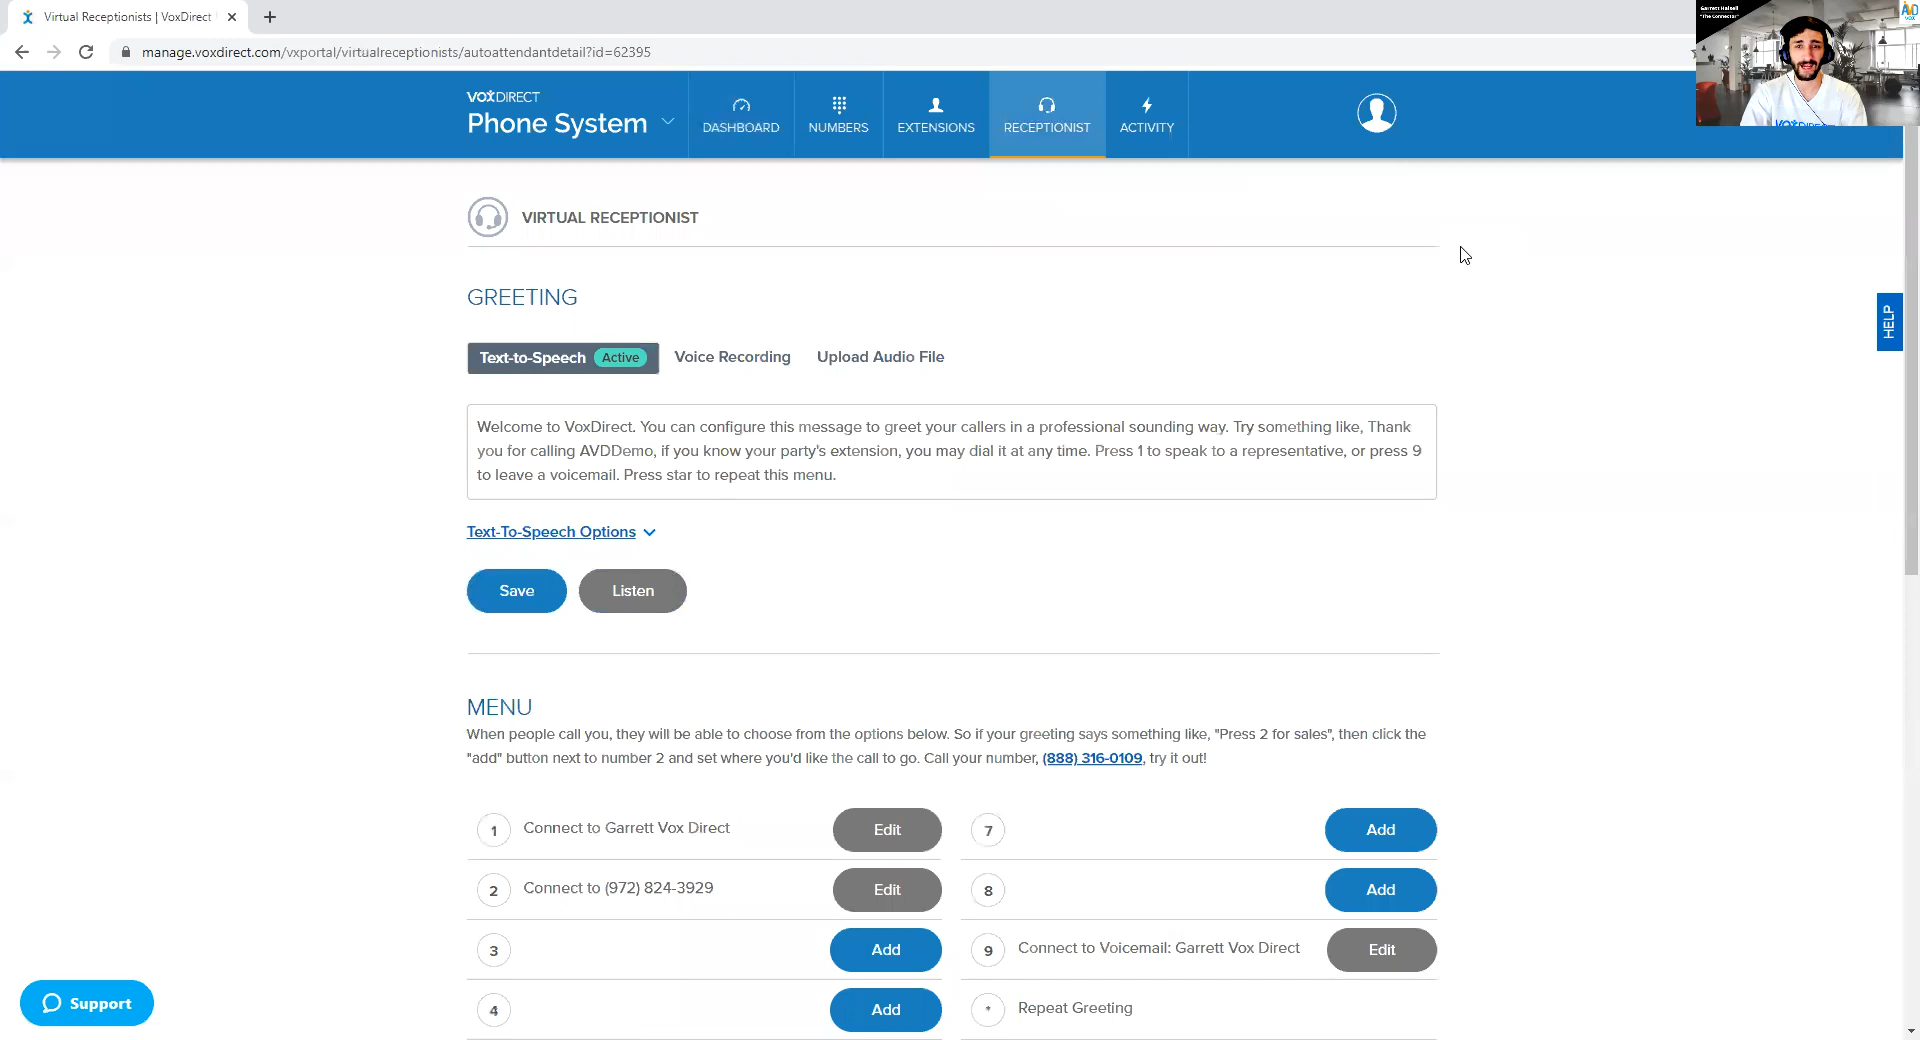 Virtual Receptionists | VoxDirect
manage.voxdirect.com/vxportal/virtualreceptionists/autoattendantdetail?id=62395
Garrett Halsell
"The Connector"
AVD
VOX
VOXDIRECT
Phone System
DASHBOARD
NUMBERS
EXTENSIONS
RECEPTIONIST
ACTIVITY
VOXDIRECT
VIRTUAL RECEPTIONIST
HELP
GREETING
Text-to-Speech Active Voice Recording Upload Audio File
Welcome to VoxDirect. You can configure this message to greet your callers in a professional sounding way. Try something like, Thank
you for calling AVDDemo, if you know your party's extension, you may dial it at any time. Press 1 to speak to a representative, or press 9
to leave a voicemail. Press star to repeat this menu.
Text-To-Speech Options
Save Listen
MENU
When people call you, they will be able to choose from the options below. So if your greeting says something like, "Press 2 for sales", then click the
"add" button next to number 2 and set where you'd like the call to go. Call your number, (888) 316-0109, try it out!
1 Connect to Garrett Vox Direct Edit
2 Connect to (972) 824-3929 Edit
3 Add
4 Add
7 Add
8 Add
9 Connect to Voicemail: Garrett Vox Direct Edit
* Repeat Greeting
Support